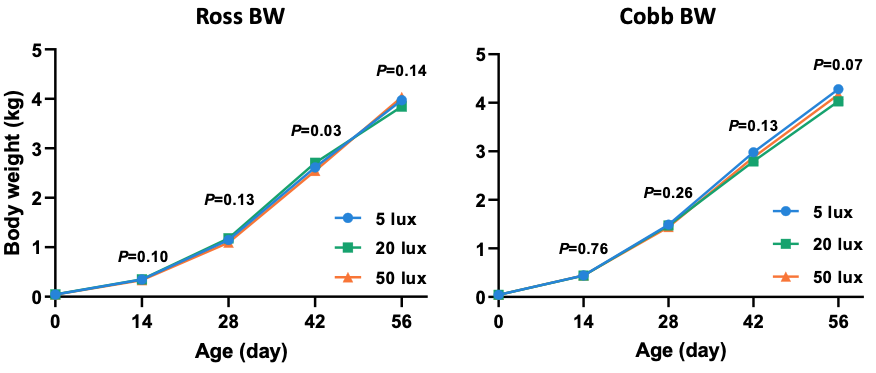 Ross BW
Body weight (kg)
5
4
3
2
1
0
P=0.10
P=0.13
P=0.03
P=0.14
5 lux
20 lux
50 lux
0 14 28 42 56
Age (day)
Cobb BW
5
4
3
2
1
0
P=0.76
P=0.26
P=0.13
P=0.07
5 lux
20 lux
50 lux
0 14 28 42 56
Age (day)